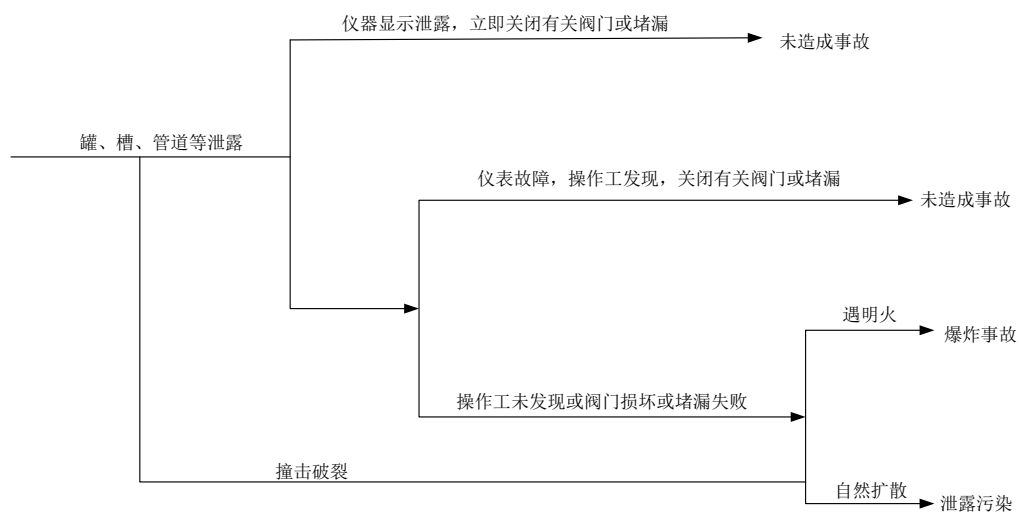 仪器显示泄露，立即关闭有关阀门或堵漏
未造成事故
罐、槽、管道等泄露
仪表故障，操作工发现，关闭有关阀门或堵漏
未造成事故
遇明火
爆炸事故
操作工未发现或阀门损坏或堵漏失败
撞击破裂
自然扩散
泄露污染